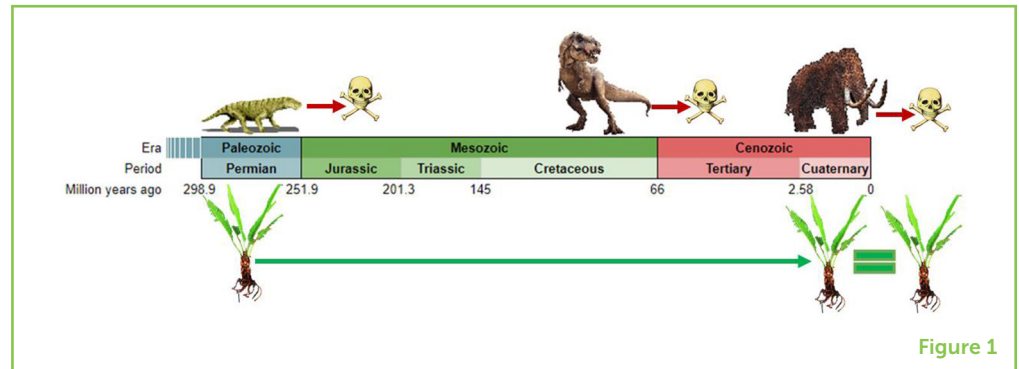 Era Paleozoic Mesozoic Cenozoic
Period Permian Jurassic Triassic Cretaceous Tertiary Cuaternary
Million years ago 298.9 251.9 201.3 145 66 2.58 0
Figure 1